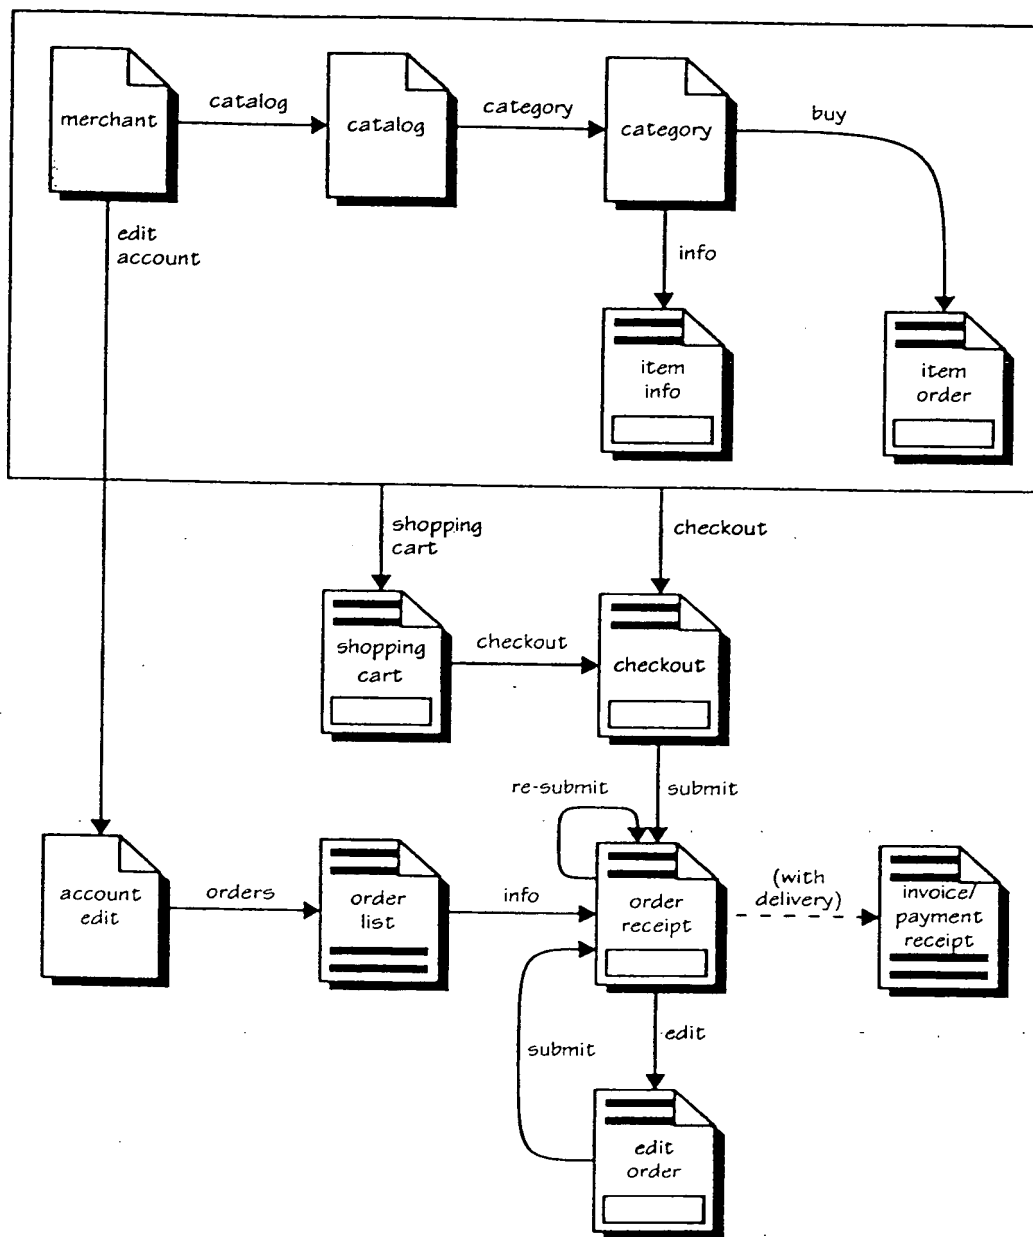 merchant
catalog
catalog
category
category
buy
edit
account
info
item
info
item
order
shopping
cart
checkout
shopping
cart
checkout
checkout
re-submit
submit
account
edit
orders
order
list
info
order
receipt
(with
delivery)
invoice/
payment
receipt
submit
edit
edit
order